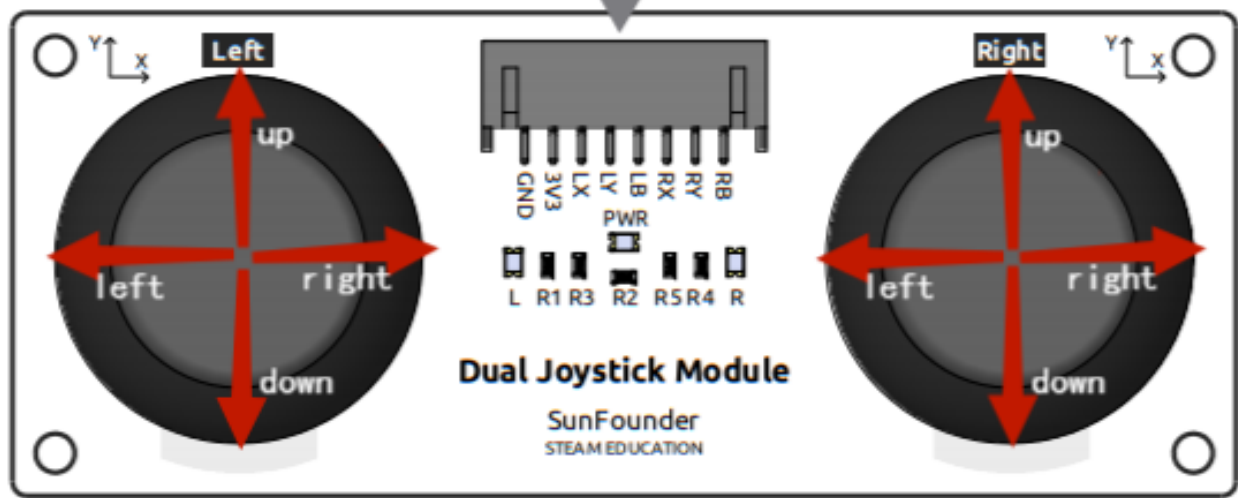 Y X Left
up
left right
down
GND 3V3 LX LY LB RX RY RB
PWR
L R1 R3 R2 R5 R4 R
Dual Joystick Module
SunFounder
STEAM EDUCATION
Right Y X
up
left right
down